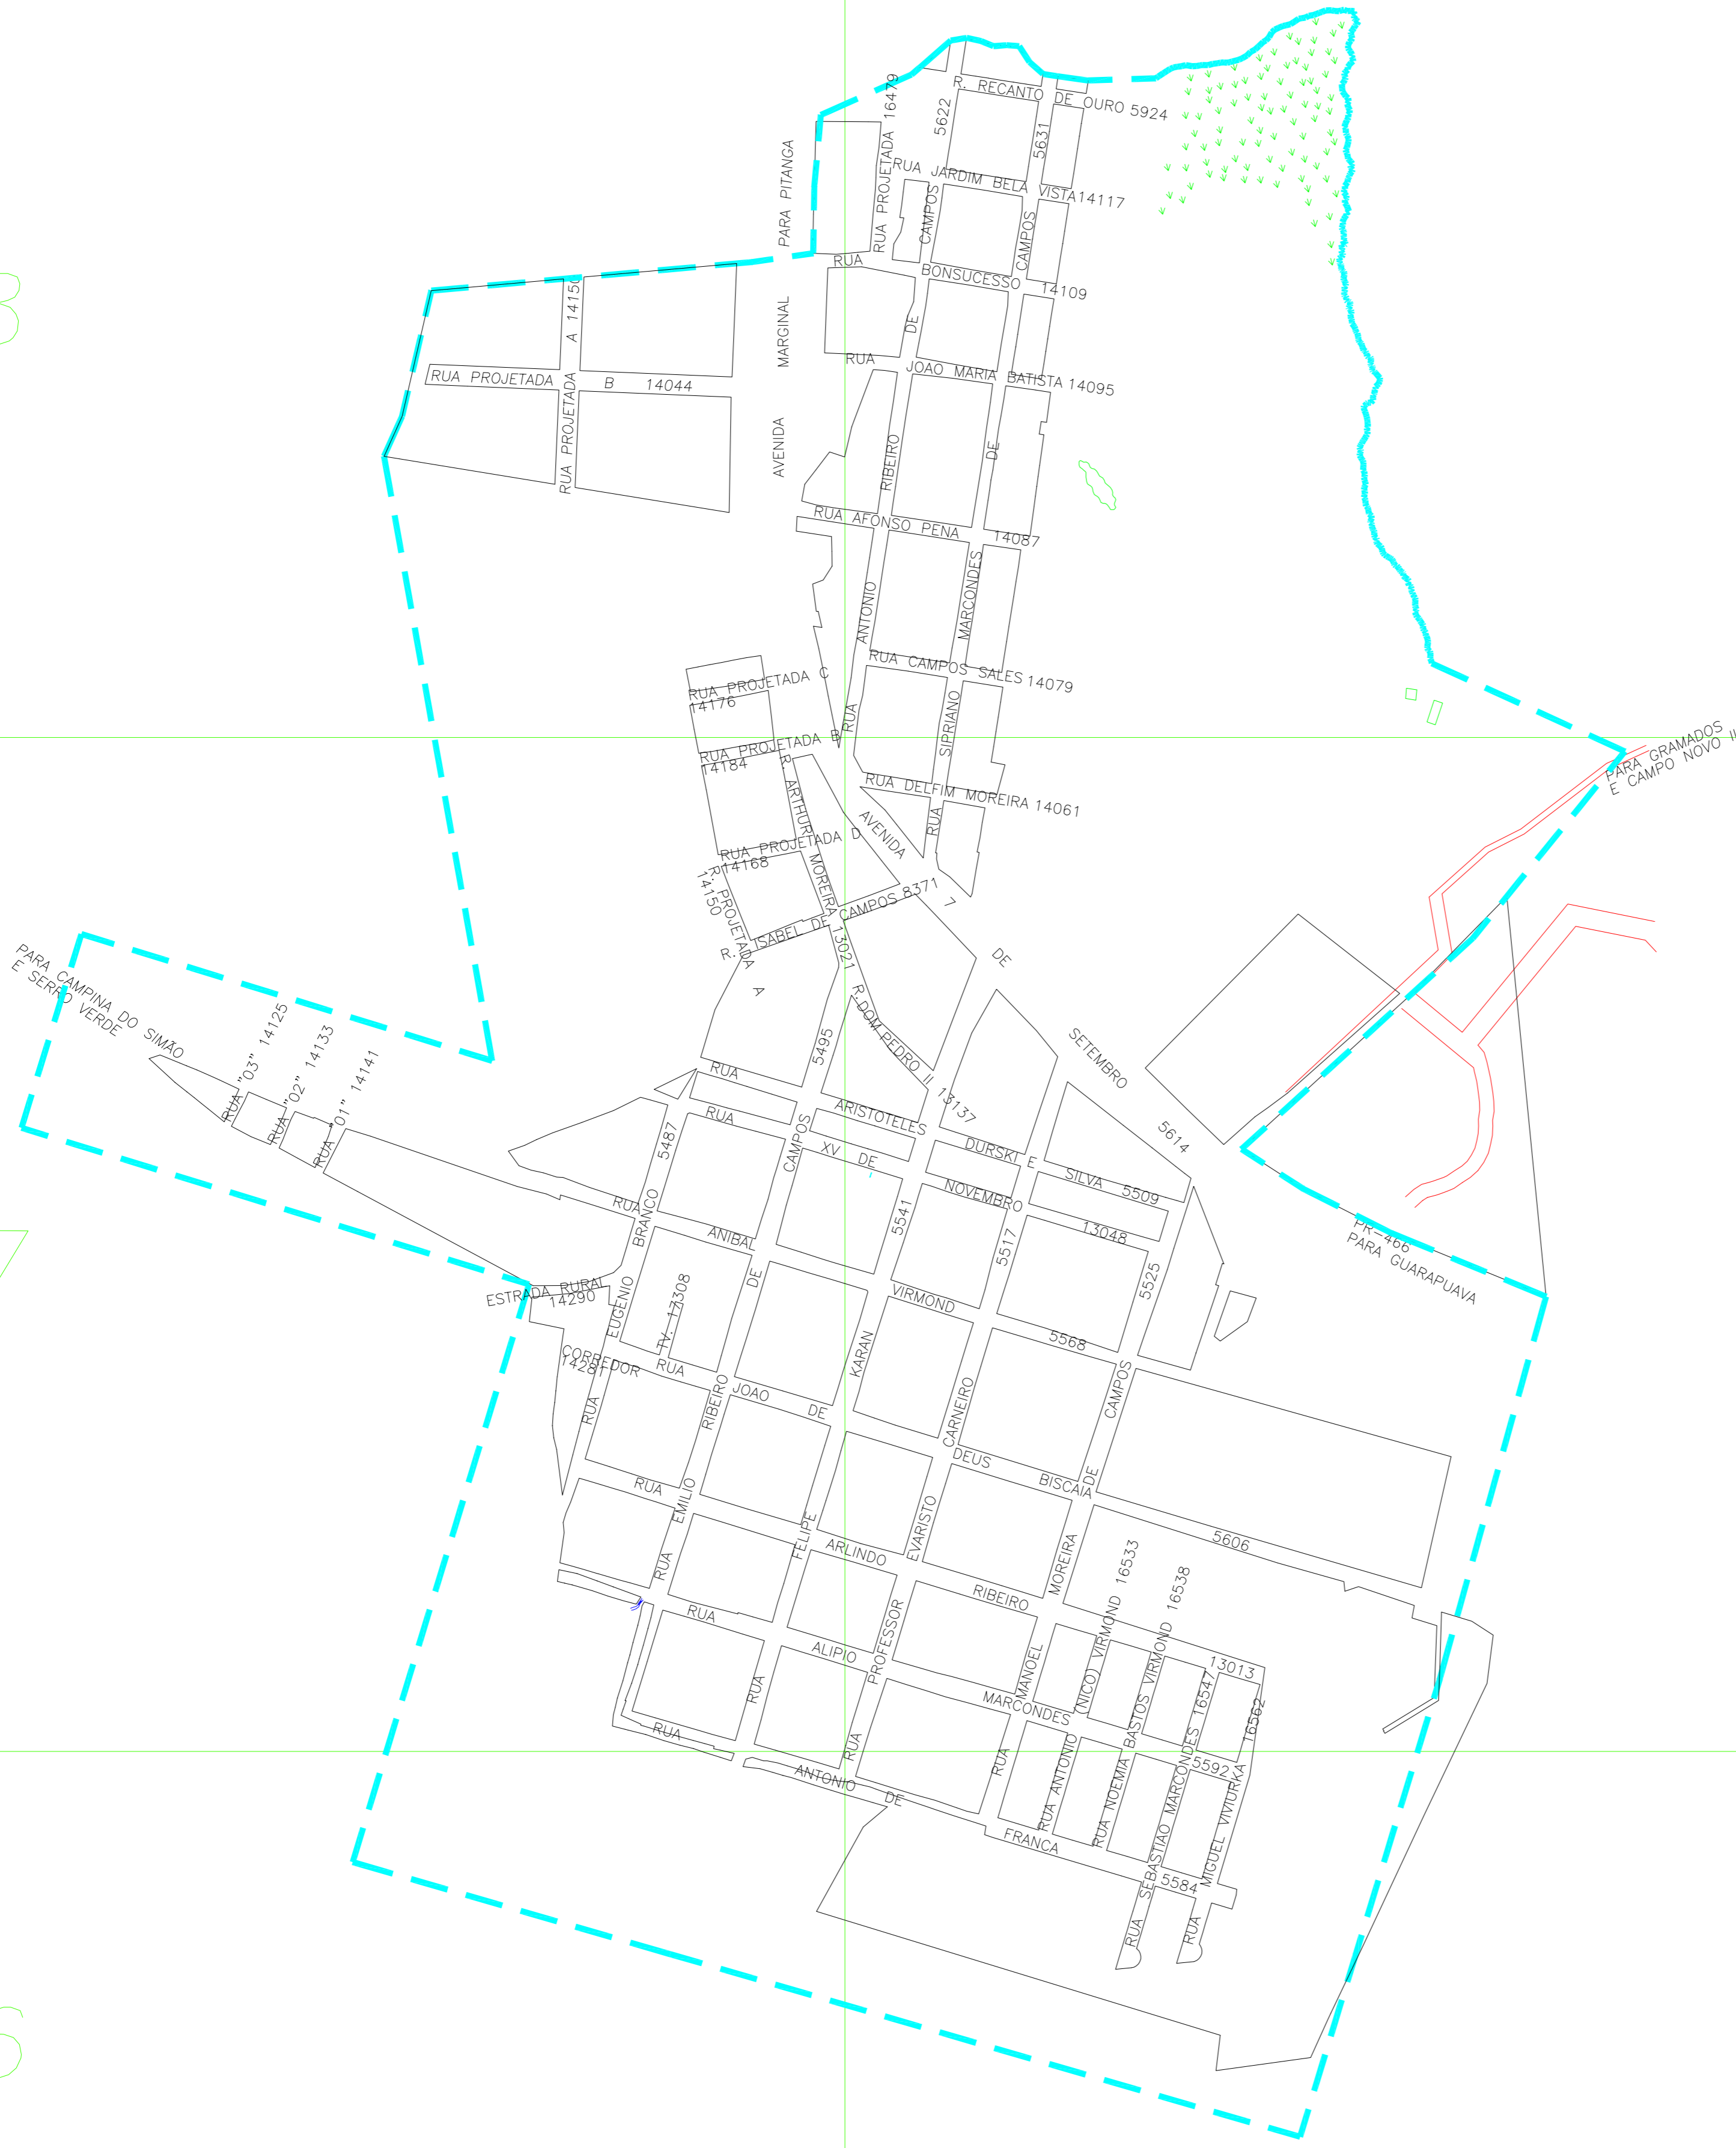 R. RECANTO DE OURO 5924
RUA PROJETADA 16479
5622
5631
PARA PITANGA
RUA JARDIM BELA VISTA 14117
CAMPOS
CAMPOS
RUA BONSUCESSO 14109
AVENIDA MARGINAL
DE
RUA PROJETADA A 14150
RUA PROJETADA B 14044
RUA JOAO MARIA BATISTA 14095
RIBEIRO
DE
RUA AFONSO PENA 14087
ANTONIO
MARCONDES
RUA CAMPOS SALES 14079
RUA PROJETADA C
14176
RUA
SIPRIANO
RUA PROJETADA B
14184
PARA GRAMADOS
E CAMPO NOVO II
RUA DELFIM MOREIRA 14061
RUA
R. ARTHUR MOREIRA 13021
AVENIDA 7 DE SETEMBRO 5614
RUA PROJETADA D
14168
R. PROJETADA A
14150
R. ISABEL DE CAMPOS 8371
PARA CAMPINA DO SIMÃO
E SERRO VERDE
RUA "03" 14125
RUA "02" 14133
RUA "01" 14141
R. DOM PEDRO II 13137
5495
RUA ARISTOTELES DURSKI E SILVA 5509
RUA XV DE NOVEMBRO 13048
5487
CAMPOS
5541
5517
5525
RUA ANIBAL VIRMOND 5568
BRANCO
DE
PR-466
PARA GUARAPUAVA
ESTRADA RURAL
14290
EUGENIO
TV. 17308
KARAN
CORREDOR
14281
RUA JOAO DE DEUS BISCAIA 5606
RUA
RIBEIRO
CARNEIRO
CAMPOS
DE
RUA ARLINDO RIBEIRO 13013
EMILIO
FELIPE
EVARISTO
MOREIRA
RUA
RUA ALIPIO MARCONDES 5592
PROFESSOR
MANOEL
RUA ANTONIO (NICO) VIRMOND 16533
RUA NOEMIA BASTOS VIRMOND 16538
RUA SEBASTIAO MARCONDES 16547
RUA MIGUEL VIVIURKA 16562
RUA
RUA
RUA
RUA ANTONIO DE FRANCA 5584